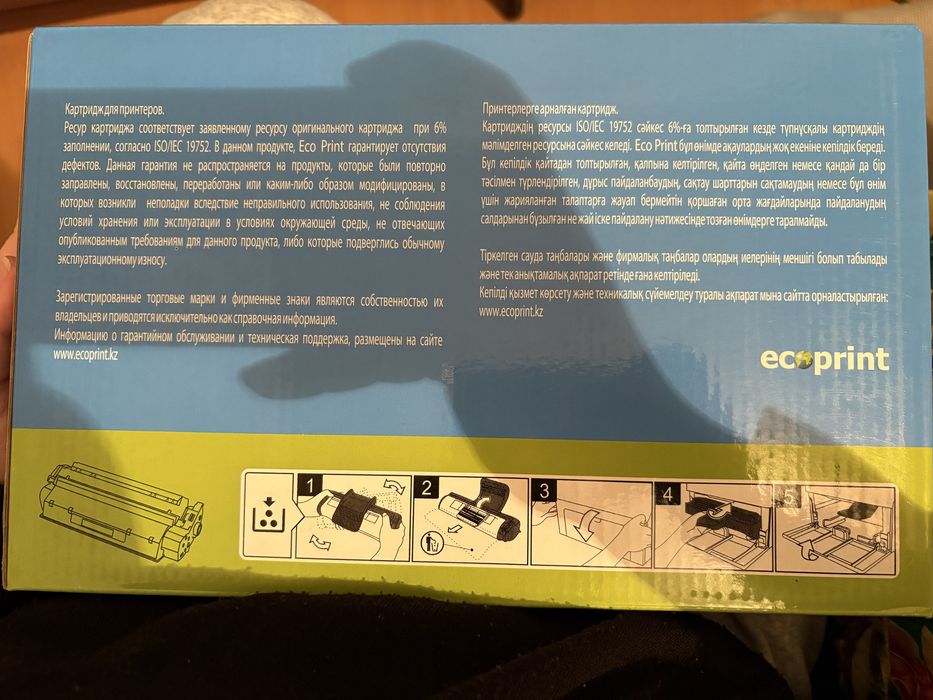 Картридж для принтеров.
Ресур картриджа соответствует заявленному ресурсу оригинального картриджа при 6%
заполнении, согласно ISO/IEC 19752. В данном продукте, Eco Print гарантирует отсутствия
дефектов. Данная гарантия не распространяется на продукты, которые были повторно
заправлены, восстановлены, переработаны или каким-либо образом модифицированы, в
которых возникли неполадки вследствие неправильного использования, не соблюдения
условий хранения или эксплуатации в условиях окружающей среды, не отвечающих
опубликованным требованиям для данного продукта, либо которые подверглись обычному
эксплуатационному износу.
Зарегистрированные торговые марки и фирменные знаки являются собственностью их
владельцев и приводятся исключительно как справочная информация.
Информацию о гарантийном обслуживании и техническая поддержка, размещены на сайте
www.ecoprint.kz
Принтерлерге арналған картридж.
Картридждің ресурсы ISO/IEC 19752 сәйкес 6%-ға толтырылған кезде түпнұсқалы картридждің
мәлімделген ресурсына сәйкес келеді. Eco Print бұл өнімде ақаулардың жоқ екеніне кепілдік береді.
Бұл кепілдік қайтадан толтырылған, қалпына келтірілген, қайта өңделген немесе қандай да бір
тәсілмен түрлендірілген, дұрыс пайдаланбаудың, сақтау шарттарын сақтамаудың немесе бұл өнім
үшін жарияланған талаптарға жауап бермейтін қоршаған орта жағдайларында пайдаланудың
салдарынан бұзылған не жай іске пайдалану нәтижесінде тозған өнімдерге таралмайды.
Тіркелген сауда таңбалары және фирмалық таңбалар олардың иелерінің меншігі болып табылады
және тек анықтамалық ақпарат ретінде ғана келтіріледі.
Кепілді қызмет көрсету және техникалық сүйемелдеу туралы ақпарат мына сайтта орналастырылған:
www.ecoprint.kz
ecoprint
1
2
3
4
5